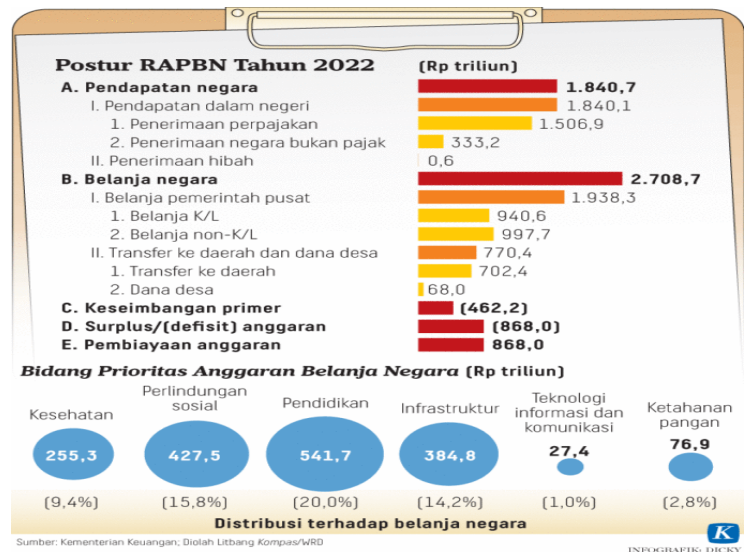 Postur RAPBN Tahun 2022 (Rp triliun)
A. Pendapatan negara 1.840,7
I. Pendapatan dalam negeri 1.840,1
1. Penerimaan perpajakan 1.506,9
2. Penerimaan negara bukan pajak 333,2
II. Penerimaan hibah 0,6
B. Belanja negara 2.708,7
I. Belanja pemerintah pusat 1.938,3
1. Belanja K/L 940,6
2. Belanja non-K/L 997,7
II. Transfer ke daerah dan dana desa 770,4
1. Transfer ke daerah 702,4
2. Dana desa 68,0
C. Keseimbangan primer (462,2)
D. Surplus/(defisit) anggaran (868,0)
E. Pembiayaan anggaran 868,0
Bidang Prioritas Anggaran Belanja Negara (Rp triliun)
Kesehatan
255,3
(9,4%)
Perlindungan
sosial
427,5
(15,8%)
Pendidikan
541,7
(20,0%)
Infrastruktur
384,8
(14,2%)
Teknologi
informasi dan
komunikasi
27,4
(1,0%)
Ketahanan
pangan
76,9
(2,8%)
Distribusi terhadap belanja negara
Sumber: Kementerian Keuangan; Diolah Litbang Kompas/WRD
K
INFOGRAFIK: DICKY